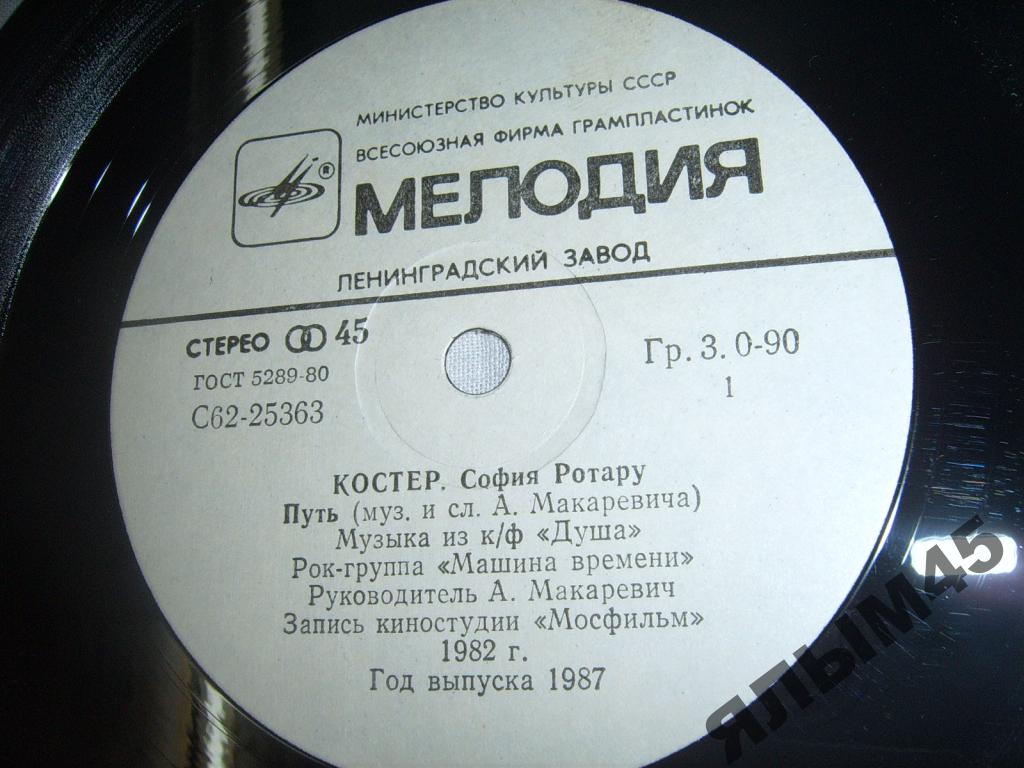 МИНИСТЕРСТВО КУЛЬТУРЫ СССР
ВСЕСОЮЗНАЯ ФИРМА ГРАМПЛАСТИНОК
®
МЕЛОДИЯ
ЛЕНИНГРАДСКИЙ ЗАВОД
СТЕРЕО 45
ГОСТ 5289-80
С62-25363
Гр. 3. 0-90
1
КОСТЕР. София Ротару
Путь (муз. и сл. А. Макаревича)
Музыка из к/ф «Душа»
Рок-группа «Машина времени»
Руководитель А. Макаревич
Запись киностудии «Мосфильм»
1982 г.
Год выпуска 1987
ЯЛЫМ45